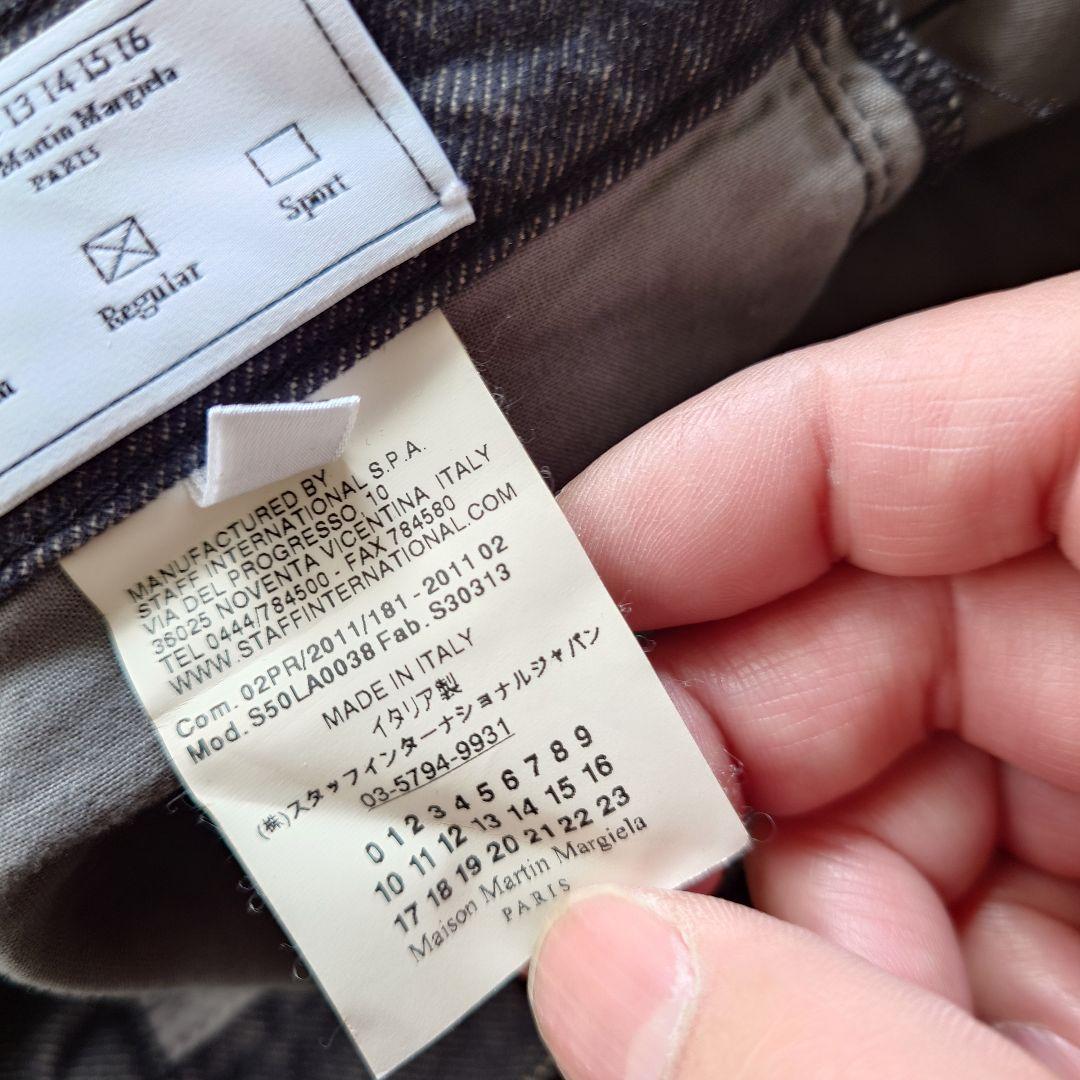 13 14 15 16
Martin Margiela
PARIS
Sport
Regular
MANUFACTURED BY
STAFF INTERNATIONAL S.P.A.
VIA DEL PROGRESSO, 10
36025 NOVENTA VICENTINA ITALY
TEL 0444/784500 - FAX 784580
WWW.STAFFINTERNATIONAL.COM
Com. 02PR/2011/181 - 2011 02
Mod. S50LA0038 Fab. S30313
MADE IN ITALY
イタリア製
(株)スタッフインターナショナルジャパン
03-5794-9931
0 1 2 3 4 5 6 7 8 9
10 11 12 13 14 15 16
17 18 19 20 21 22 23
Maison Martin Margiela
PARIS